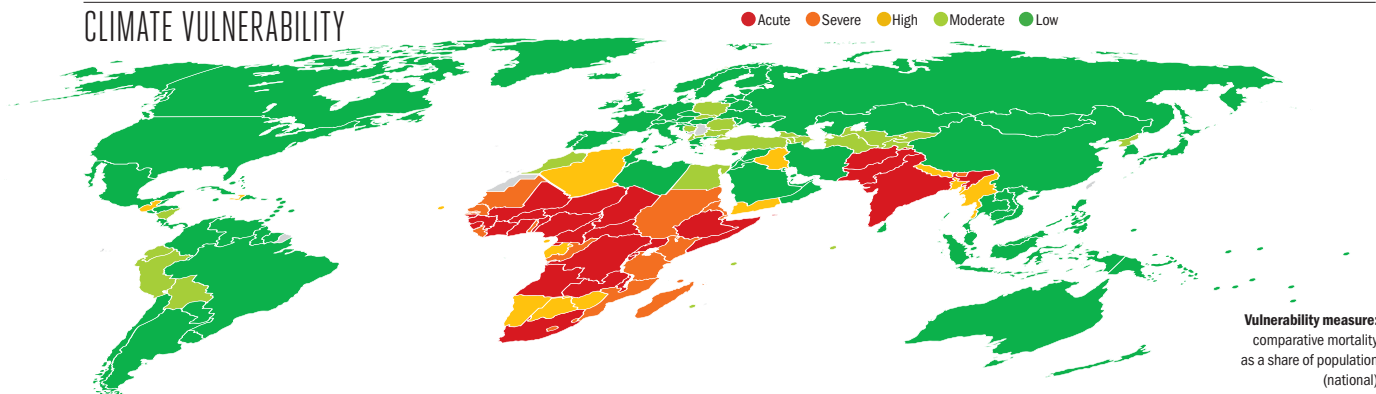 CLIMATE VULNERABILITY
Acute Severe High Moderate Low
Vulnerability measure:
comparative mortality
as a share of population
(national)